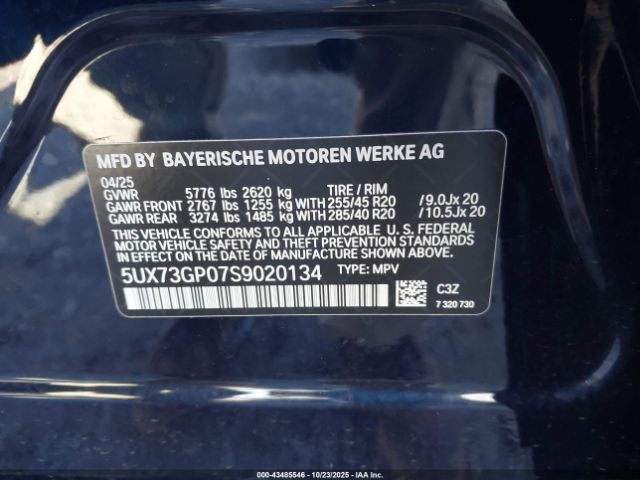 MFD BY BAYERISCHE MOTOREN WERKE AG
04/25
GVWR 5776 lbs 2620 kg TIRE / RIM
GAWR FRONT 2767 lbs 1255 kg WITH 255/45 R20 /9.0Jx 20
GAWR REAR 3274 lbs 1485 kg WITH 285/40 R20 /10.5Jx 20
THIS VEHICLE CONFORMS TO ALL APPLICABLE U. S. FEDERAL
MOTOR VEHICLE SAFETY AND THEFT PREVENTION
STANDARDS IN EFFECT ON THE DATE OF MANUFACTURE SHOWN
ABOVE.
5UX73GP07S9020134 TYPE: MPV
C3Z
7 320 730
000-43485546 - 10/23/2025 - IAAI, Inc. - Copyright